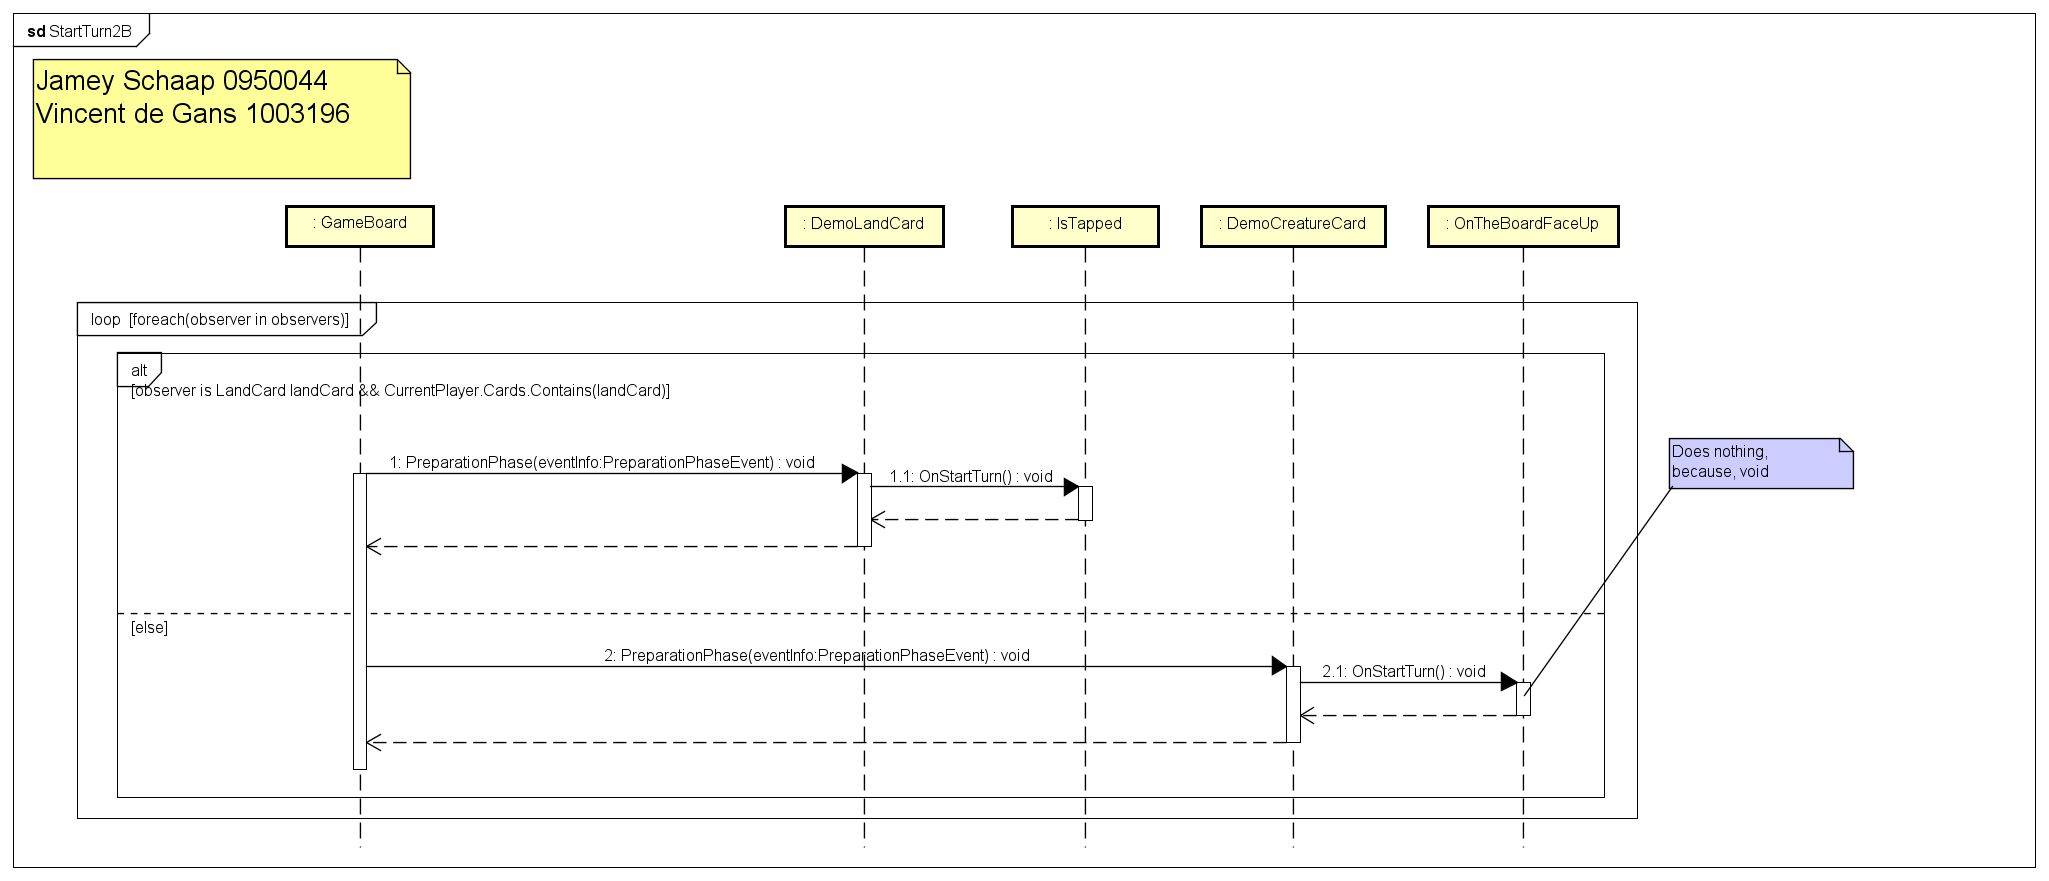 sd StartTurn2B
Jamey Schaap 0950044
Vincent de Gans 1003196
: GameBoard
: DemoLandCard
: IsTapped
: DemoCreatureCard
: OnTheBoardFaceUp
loop [foreach(observer in observers)]
alt
[observer is LandCard landCard && CurrentPlayer.Cards.Contains(landCard)]
Does nothing,
because, void
1: PreparationPhase(eventInfo:PreparationPhaseEvent) : void
1.1: OnStartTurn() : void
[else]
2: PreparationPhase(eventInfo:PreparationPhaseEvent) : void
2.1: OnStartTurn() : void